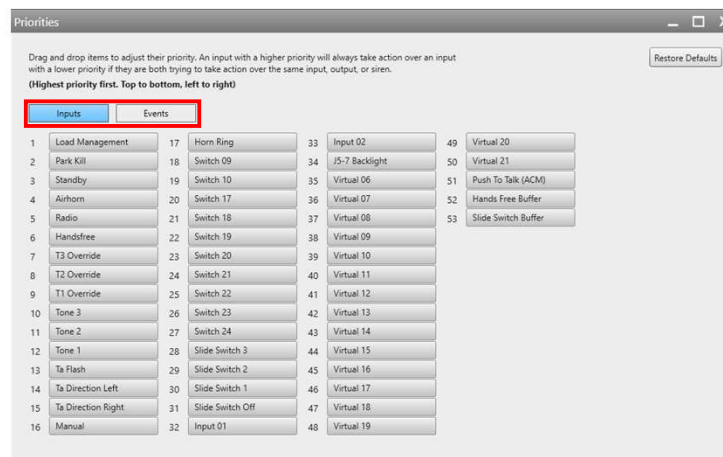 Priorities
Drag and drop items to adjust their priority. An input with a higher priority will always take action over an input
with a lower priority if they are both trying to take action over the same input, output, or siren.
(Highest priority first. Top to bottom, left to right)
Restore Defaults
Inputs Events
1 Load Management
2 Park Kill
3 Standby
4 Airhorn
5 Radio
6 Handsfree
7 T3 Override
8 T2 Override
9 T1 Override
10 Tone 3
11 Tone 2
12 Tone 1
13 Ta Flash
14 Ta Direction Left
15 Ta Direction Right
16 Manual
17 Horn Ring
18 Switch 09
19 Switch 10
20 Switch 17
21 Switch 18
22 Switch 19
23 Switch 20
24 Switch 21
25 Switch 22
26 Switch 23
27 Switch 24
28 Slide Switch 3
29 Slide Switch 2
30 Slide Switch 1
31 Slide Switch Off
32 Input 01
33 Input 02
34 J5-7 Backlight
35 Virtual 06
36 Virtual 07
37 Virtual 08
38 Virtual 09
39 Virtual 10
40 Virtual 11
41 Virtual 12
42 Virtual 13
43 Virtual 14
44 Virtual 15
45 Virtual 16
46 Virtual 17
47 Virtual 18
48 Virtual 19
49 Virtual 20
50 Virtual 21
51 Push To Talk (ACM)
52 Hands Free Buffer
53 Slide Switch Buffer